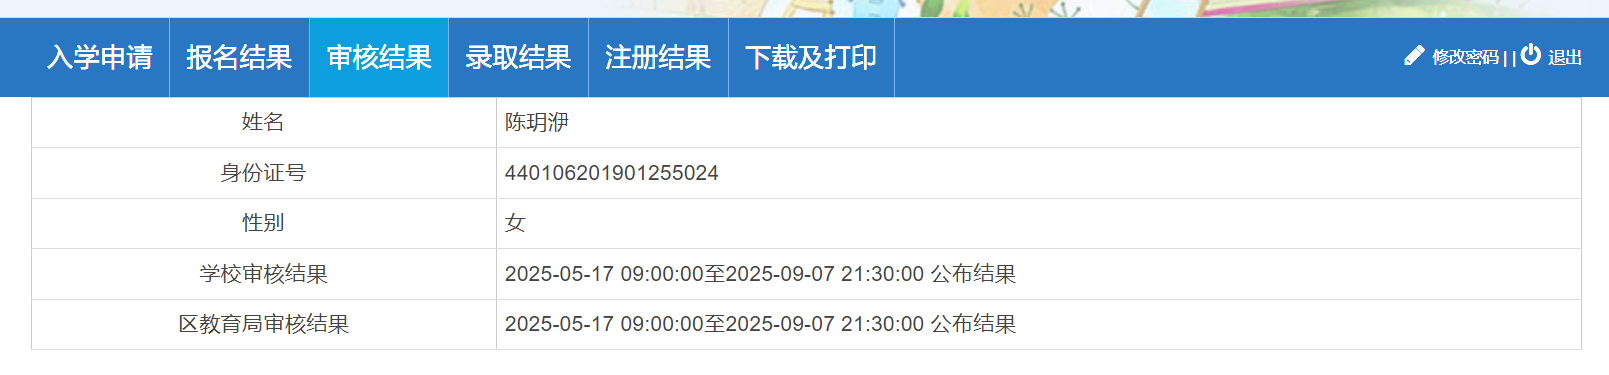 入学申请 报名结果 审核结果 录取结果 注册结果 下载及打印 修改密码 | | 退出
姓名 陈玥洢
身份证号 440106201901255024
性别 女
学校审核结果 2025-05-17 09:00:00至2025-09-07 21:30:00 公布结果
区教育局审核结果 2025-05-17 09:00:00至2025-09-07 21:30:00 公布结果